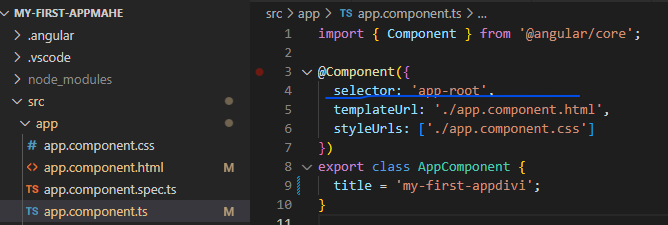 MY-FIRST-APPMAHE
.angular
.vscode
node_modules
src
app
# app.component.css
<> app.component.html M
TS app.component.spec.ts
TS app.component.ts M
src > app > TS app.component.ts > ...
1 import { Component } from '@angular/core';
2
3 @Component({
4 selector: 'app-root',
5 templateUrl: './app.component.html',
6 styleUrls: ['./app.component.css']
7 })
8 export class AppComponent {
9 title = 'my-first-appdivi';
10 }
11